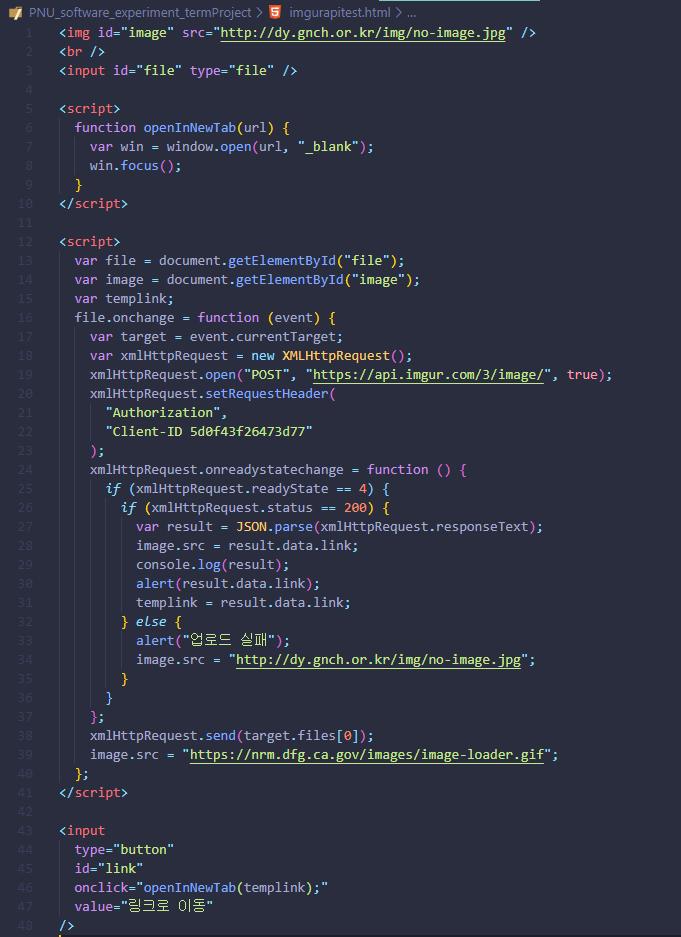 PNU_software_experiment_termProject > imgurapitest.html > ...
1 <img id="image" src="http://dy.gnch.or.kr/img/no-image.jpg" />
2 <br />
3 <input id="file" type="file" />
4
5 <script>
6   function openInNewTab(url) {
7     var win = window.open(url, "_blank");
8     win.focus();
9   }
10 </script>
11
12 <script>
13   var file = document.getElementById("file");
14   var image = document.getElementById("image");
15   var templink;
16   file.onchange = function (event) {
17     var target = event.currentTarget;
18     var xmlHttpRequest = new XMLHttpRequest();
19     xmlHttpRequest.open("POST", "https://api.imgur.com/3/image/", true);
20     xmlHttpRequest.setRequestHeader(
21       "Authorization",
22       "Client-ID 5d0f43f26473d77"
23     );
24     xmlHttpRequest.onreadystatechange = function () {
25       if (xmlHttpRequest.readyState == 4) {
26         if (xmlHttpRequest.status == 200) {
27           var result = JSON.parse(xmlHttpRequest.responseText);
28           image.src = result.data.link;
29           console.log(result);
30           alert(result.data.link);
31           templink = result.data.link;
32         } else {
33           alert("업로드 실패");
34           image.src = "http://dy.gnch.or.kr/img/no-image.jpg";
35         }
36       }
37     };
38     xmlHttpRequest.send(target.files[0]);
39     image.src = "https://nrm.dfg.ca.gov/images/image-loader.gif";
40   };
41 </script>
42
43 <input
44   type="button"
45   id="link"
46   onclick="openInNewTab(templink);"
47   value="링크로 이동"
48 />